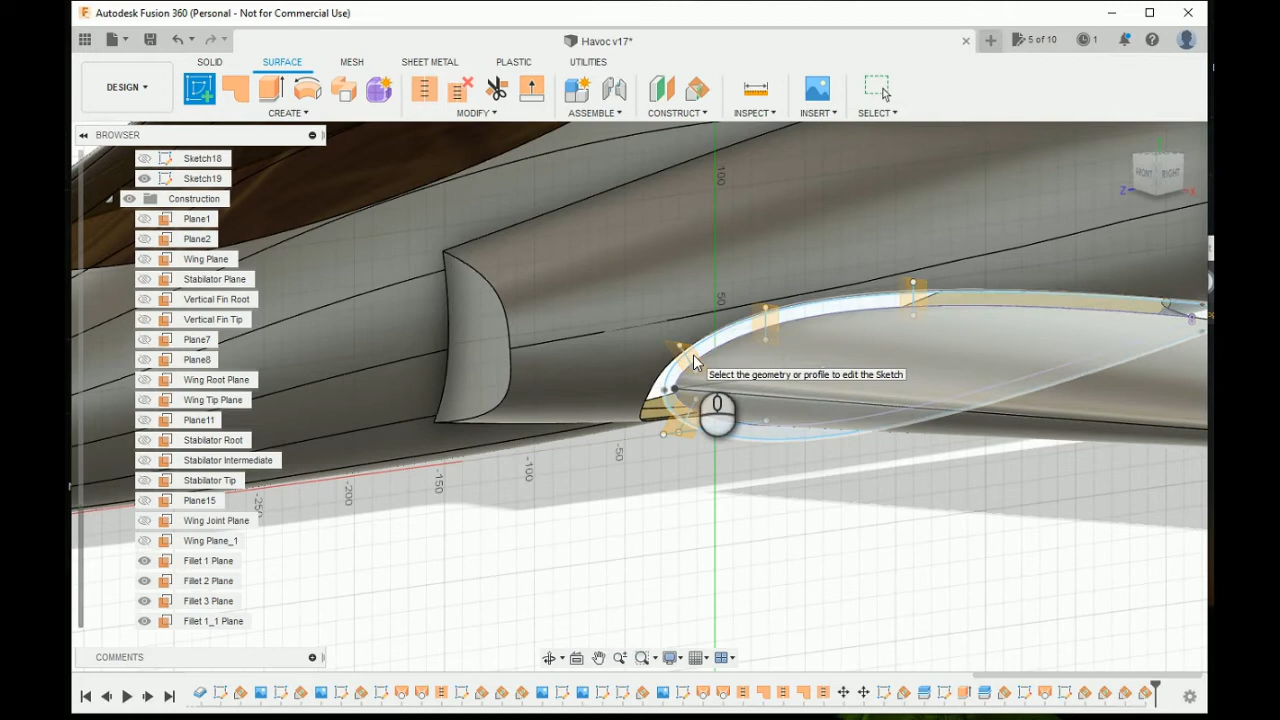 Autodesk Fusion 360 (Personal - Not for Commercial Use)
Havoc v17*
5 of 10
1
DESIGN
SOLID
SURFACE
MESH
SHEET METAL
PLASTIC
UTILITIES
CREATE
MODIFY
ASSEMBLE
CONSTRUCT
INSPECT
INSERT
SELECT
BROWSER
Sketch18
Sketch19
Construction
Plane1
Plane2
Wing Plane
Stabilator Plane
Vertical Fin Root
Vertical Fin Tip
Plane7
Plane8
Wing Root Plane
Wing Tip Plane
Plane11
Stabilator Root
Stabilator Intermediate
Stabilator Tip
Plane15
Wing Joint Plane
Wing Plane_1
Fillet 1 Plane
Fillet 2 Plane
Fillet 3 Plane
Fillet 1_1 Plane
COMMENTS
FRONT
RIGHT
Z
X
100
50
-50
-100
-150
-200
-250
Select the geometry or profile to edit the Sketch